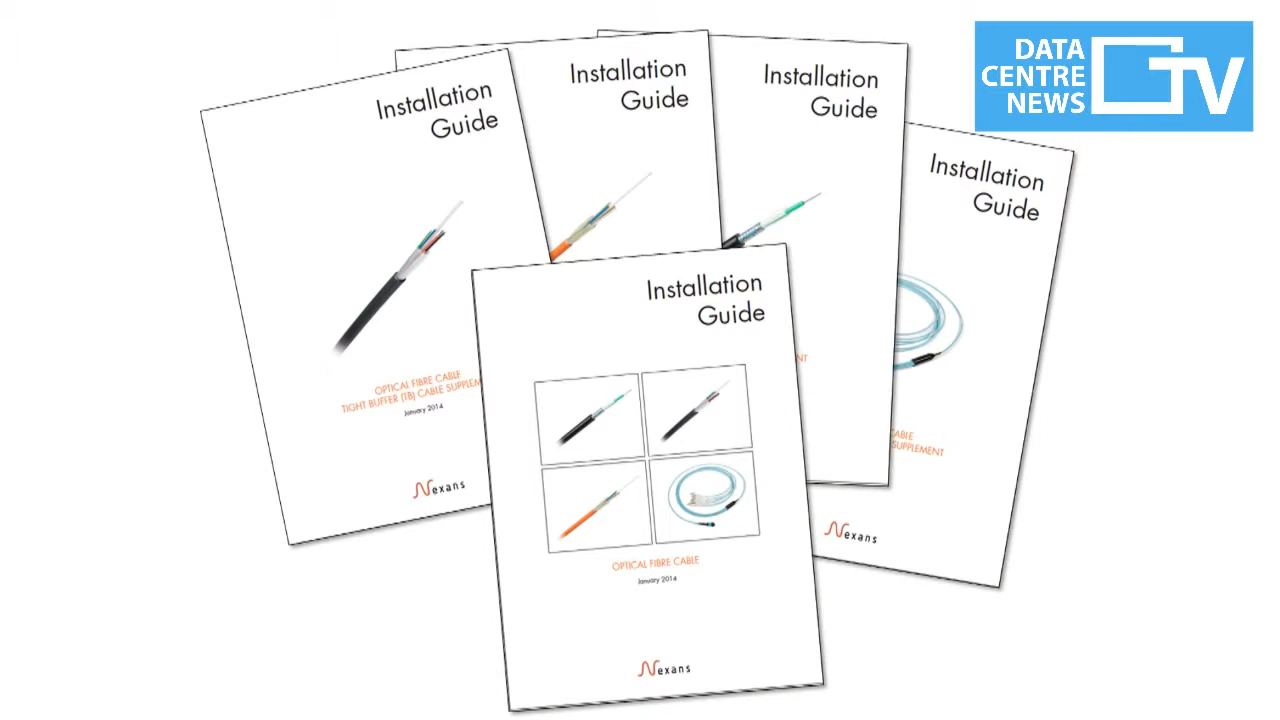 DATA
CENTRE
NEWS
TV
Installation
Guide
OPTICAL FIBRE CABLE
TIGHT BUFFER (TB) CABLE
January 2014
Nexans
Installation
Guide
Installation
Guide
Installation
Guide
CABLE
SUPPLEMENT
Nexans
Installation
Guide
OPTICAL FIBRE CABLE
January 2014
Nexans